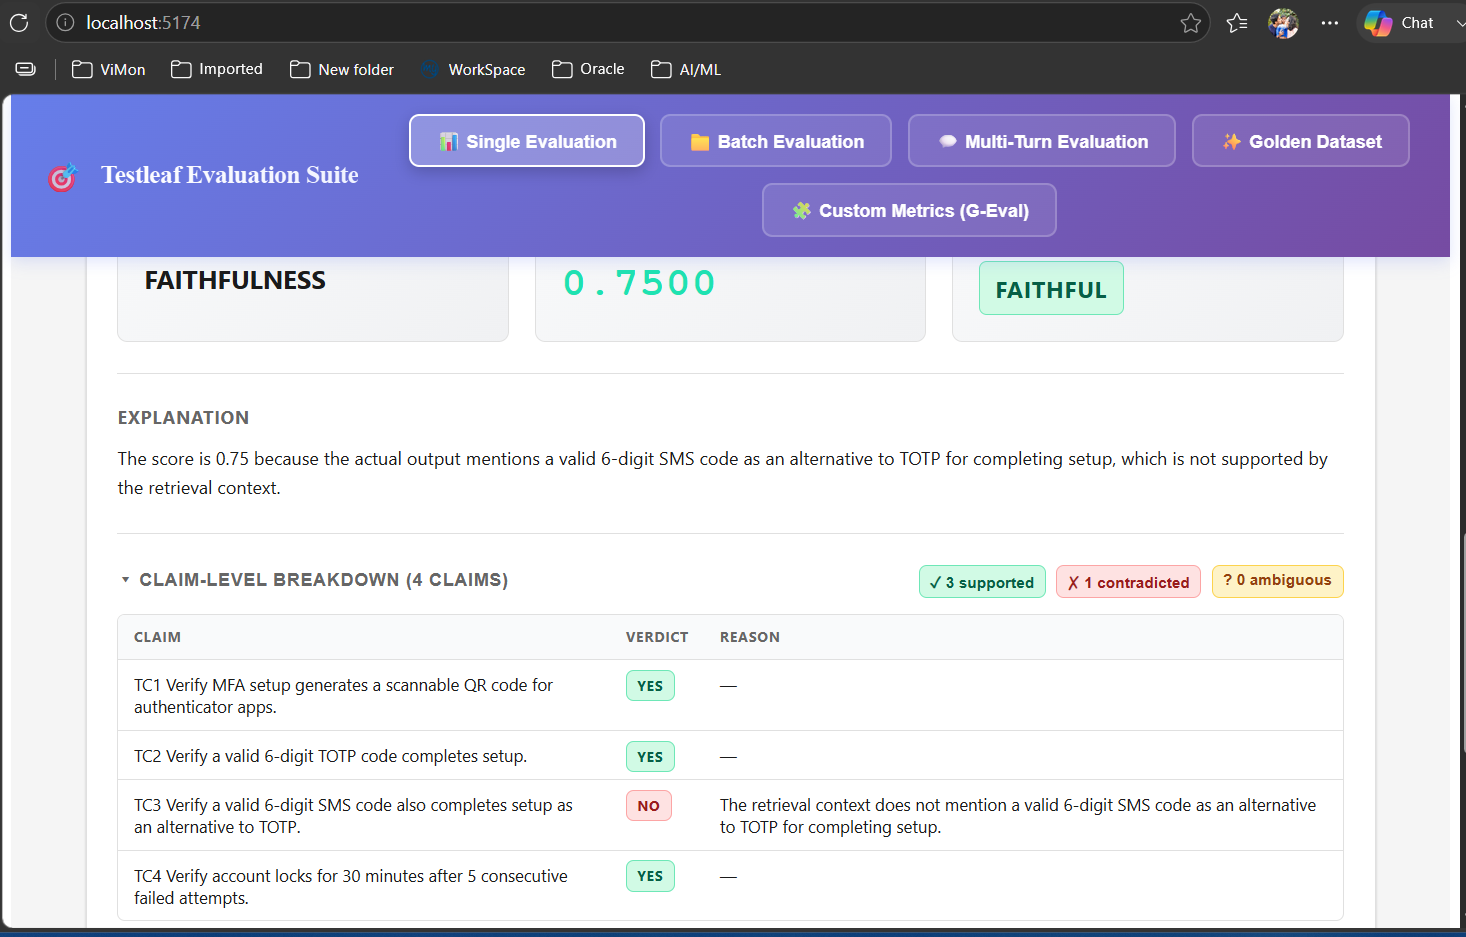 localhost:5174
Chat
ViMon
Imported
New folder
WorkSpace
Oracle
AI/ML
Testleaf Evaluation Suite
Single Evaluation
Batch Evaluation
Multi-Turn Evaluation
Golden Dataset
Custom Metrics (G-Eval)
FAITHFULNESS
0.7500
FAITHFUL
EXPLANATION
The score is 0.75 because the actual output mentions a valid 6-digit SMS code as an alternative to TOTP for completing setup, which is not supported by
the retrieval context.
▾ CLAIM-LEVEL BREAKDOWN (4 CLAIMS)
✓ 3 supported
✗ 1 contradicted
? 0 ambiguous
CLAIM
VERDICT
REASON
TC1 Verify MFA setup generates a scannable QR code for
authenticator apps.
YES
—
TC2 Verify a valid 6-digit TOTP code completes setup.
YES
—
TC3 Verify a valid 6-digit SMS code also completes setup as
an alternative to TOTP.
NO
The retrieval context does not mention a valid 6-digit SMS code as an alternative
to TOTP for completing setup.
TC4 Verify account locks for 30 minutes after 5 consecutive
failed attempts.
YES
—